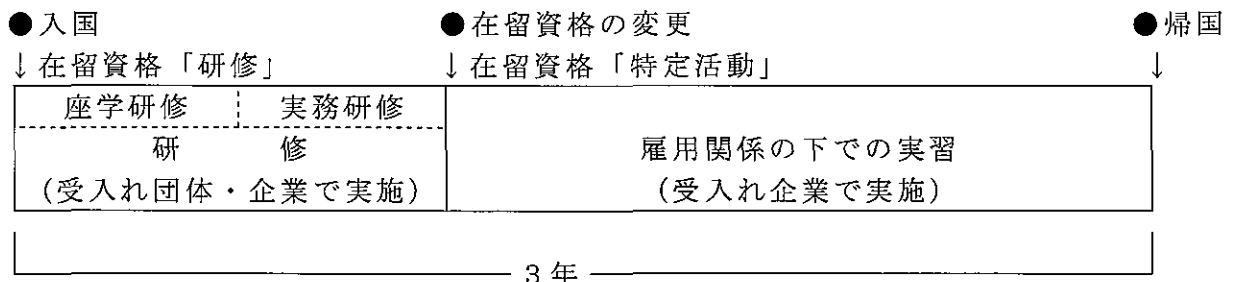 ●入国 ●在留資格の変更 ●帰国
↓在留資格「研修」 ↓在留資格「特定活動」 ↓
座学研修 実務研修
研 修 雇用関係の下での実習
(受入れ団体・企業で実施) (受入れ企業で実施)
3年